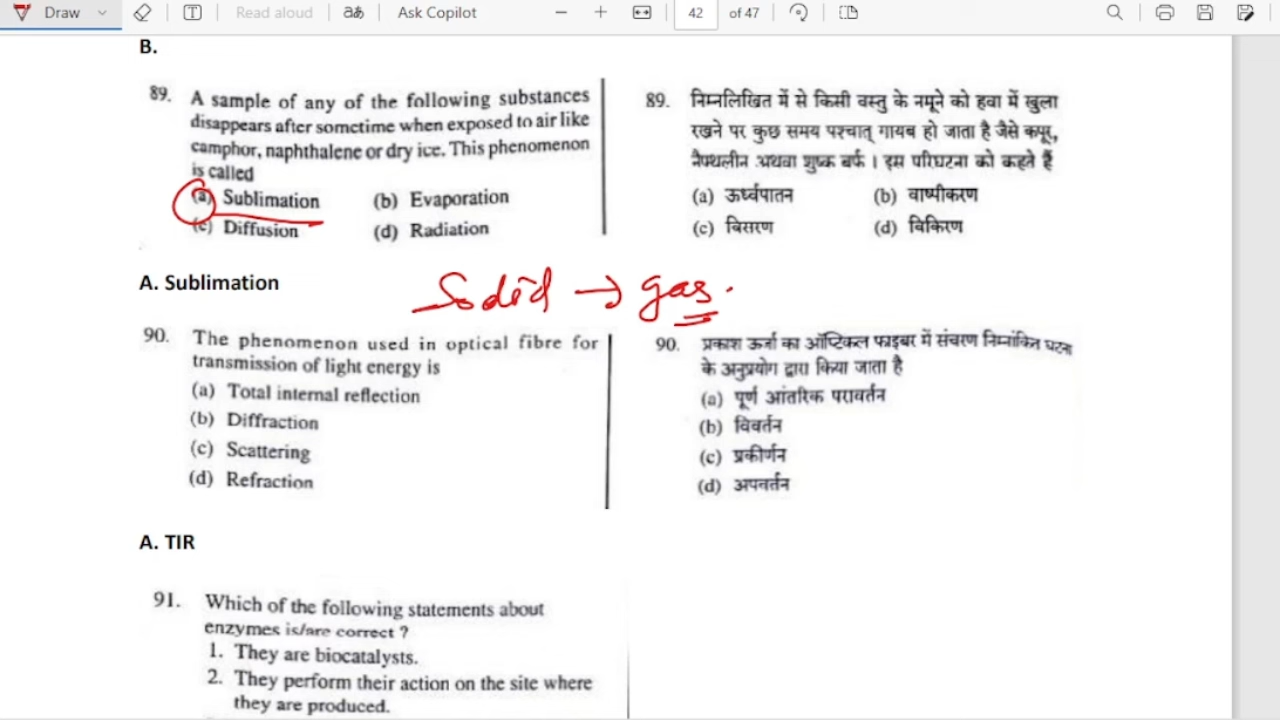 Draw
Read aloud
aあ
Ask Copilot
42 of 47
B.
89. A sample of any of the following substances
disappears after sometime when exposed to air like
camphor, naphthalene or dry ice. This phenomenon
is called
(a) Sublimation (b) Evaporation
(c) Diffusion (d) Radiation
89. निम्नलिखित में से किसी वस्तु के नमूने को हवा में खुला
रखने पर कुछ समय पश्चात् गायब हो जाता है जैसे कपूर,
नैफ्थलीन अथवा शुष्क बर्फ । इस परिघटना को कहते हैं
(a) ऊर्ध्वपातन (b) वाष्पीकरण
(c) विसरण (d) विकिरण
A. Sublimation
Solid → gas.
90. The phenomenon used in optical fibre for
transmission of light energy is
(a) Total internal reflection
(b) Diffraction
(c) Scattering
(d) Refraction
90. प्रकाश ऊर्जा का ऑप्टिकल फाइबर में संचरण निम्नांकित घटना
के अनुप्रयोग द्वारा किया जाता है
(a) पूर्ण आंतरिक परावर्तन
(b) विवर्तन
(c) प्रकीर्णन
(d) अपवर्तन
A. TIR
91. Which of the following statements about
enzymes is/are correct ?
1. They are biocatalysts.
2. They perform their action on the site where
they are produced.